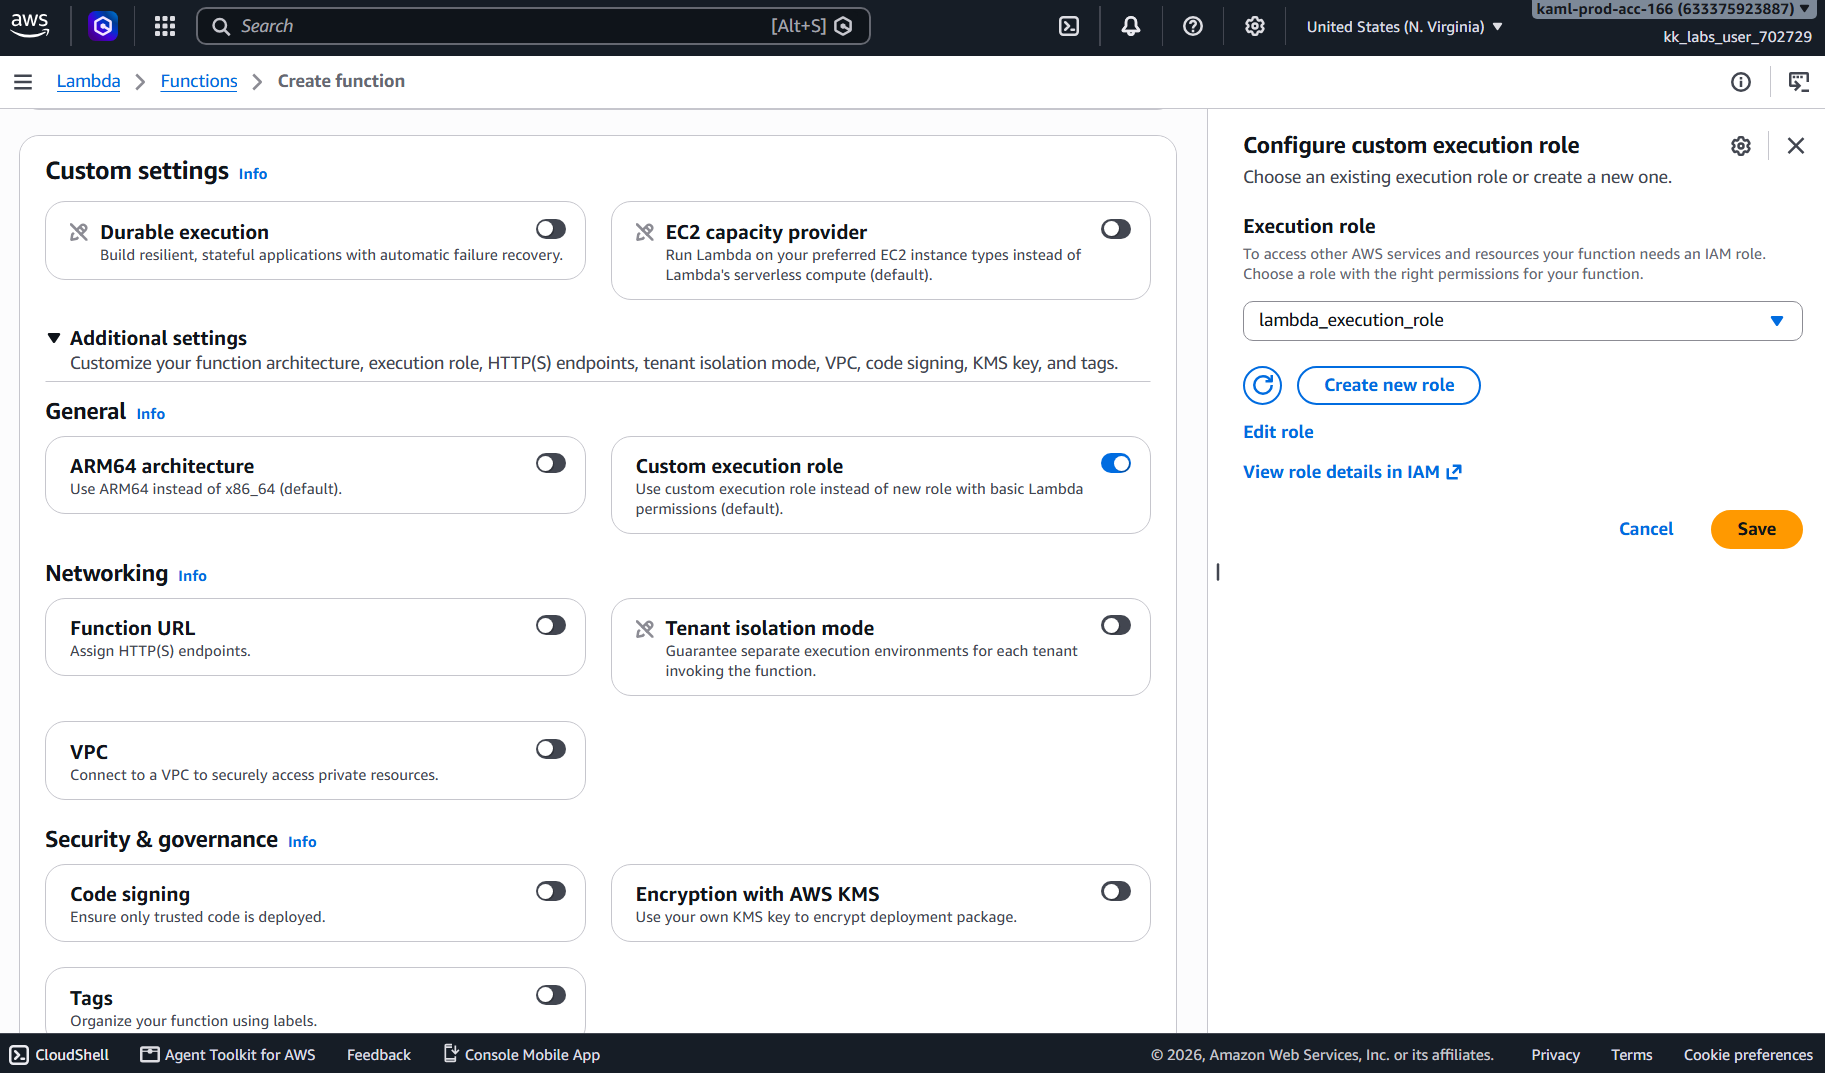 aws
Search
[Alt+S]
United States (N. Virginia)
kaml-prod-acc-166 (633375923887)
kk_labs_user_702729
Lambda
Functions
Create function
Custom settings Info
Durable execution
Build resilient, stateful applications with automatic failure recovery.
EC2 capacity provider
Run Lambda on your preferred EC2 instance types instead of
Lambda's serverless compute (default).
Additional settings
Customize your function architecture, execution role, HTTP(S) endpoints, tenant isolation mode, VPC, code signing, KMS key, and tags.
General Info
ARM64 architecture
Use ARM64 instead of x86_64 (default).
Custom execution role
Use custom execution role instead of new role with basic Lambda
permissions (default).
Networking Info
Function URL
Assign HTTP(S) endpoints.
Tenant isolation mode
Guarantee separate execution environments for each tenant
invoking the function.
VPC
Connect to a VPC to securely access private resources.
Security & governance Info
Code signing
Ensure only trusted code is deployed.
Encryption with AWS KMS
Use your own KMS key to encrypt deployment package.
Tags
Organize your function using labels.
Configure custom execution role
Choose an existing execution role or create a new one.
Execution role
To access other AWS services and resources your function needs an IAM role.
Choose a role with the right permissions for your function.
lambda_execution_role
Create new role
Edit role
View role details in IAM
Cancel
Save
CloudShell
Agent Toolkit for AWS
Feedback
Console Mobile App
© 2026, Amazon Web Services, Inc. or its affiliates.
Privacy
Terms
Cookie preferences